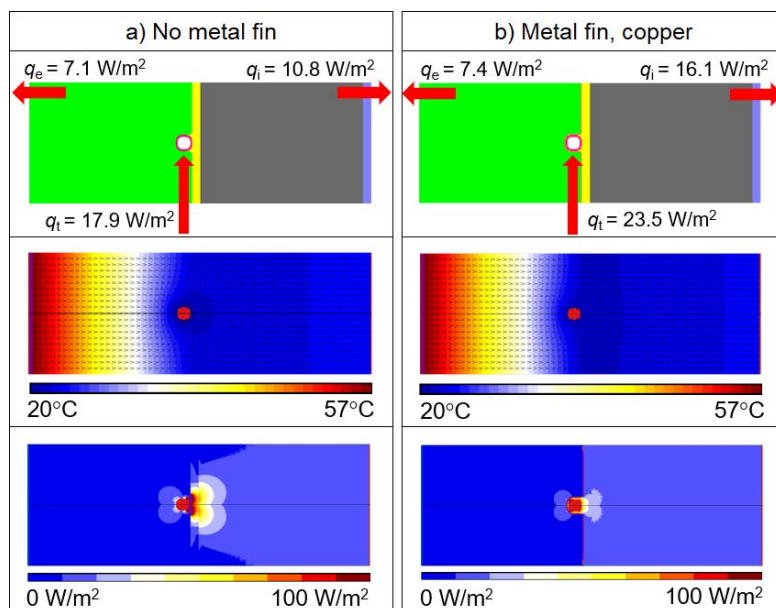 a) No metal fin
qe = 7.1 W/m²
qi = 10.8 W/m²
qt = 17.9 W/m²
20°C
57°C
0 W/m²
100 W/m²
b) Metal fin, copper
qe = 7.4 W/m²
qi = 16.1 W/m²
qt = 23.5 W/m²
20°C
57°C
0 W/m²
100 W/m²